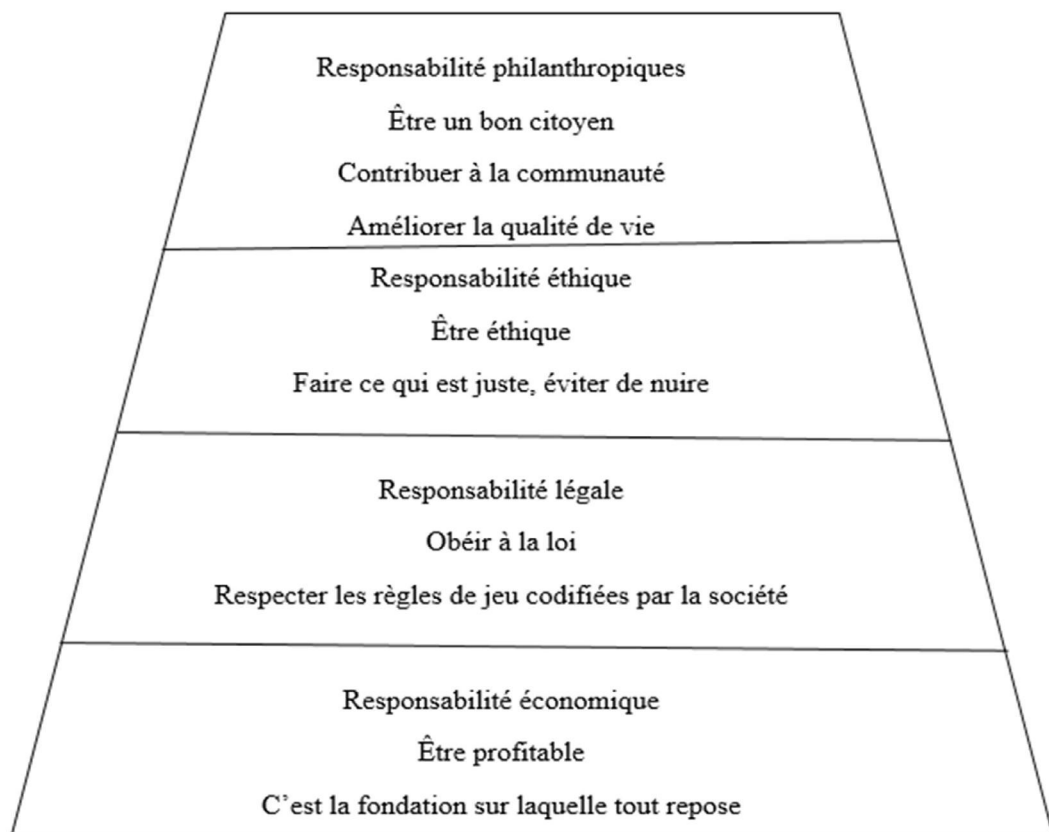 Responsabilité philanthropiques
Être un bon citoyen
Contribuer à la communauté
Améliorer la qualité de vie
Responsabilité éthique
Être éthique
Faire ce qui est juste, éviter de nuire
Responsabilité légale
Obéir à la loi
Respecter les règles de jeu codifiées par la société
Responsabilité économique
Être profitable
C’est la fondation sur laquelle tout repose